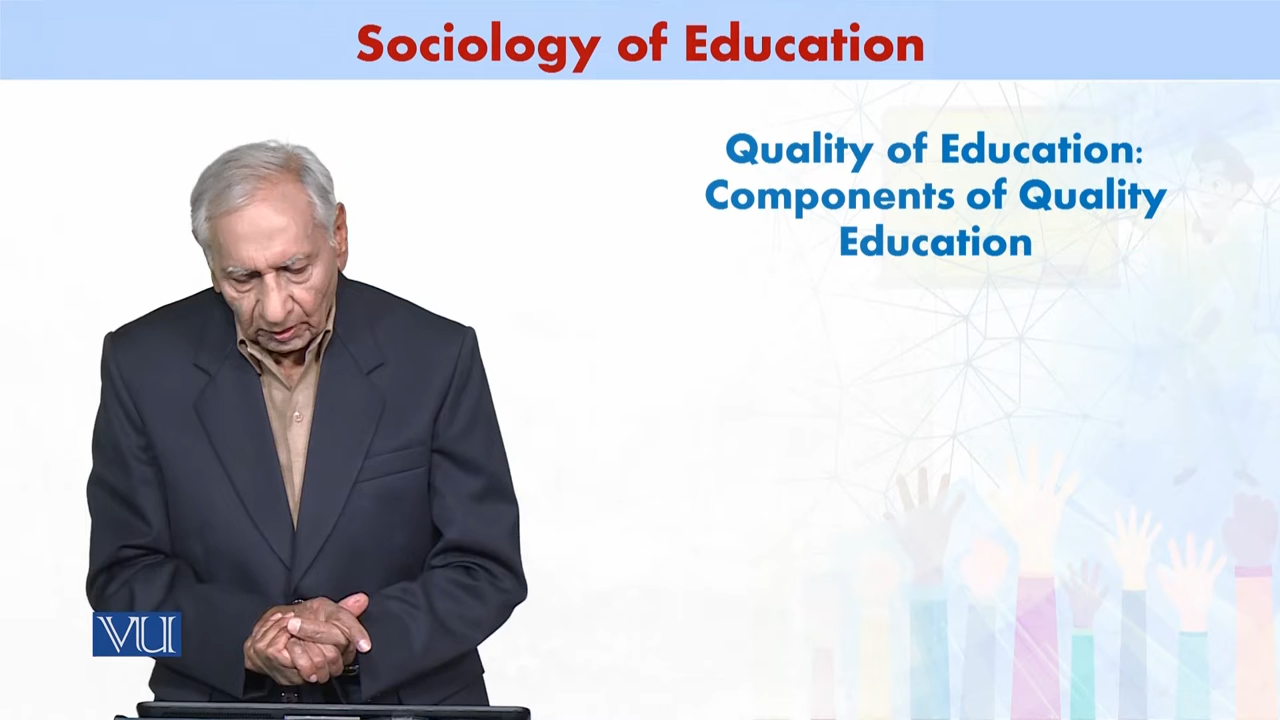 Sociology of Education
Quality of Education:
Components of Quality
Education
VU